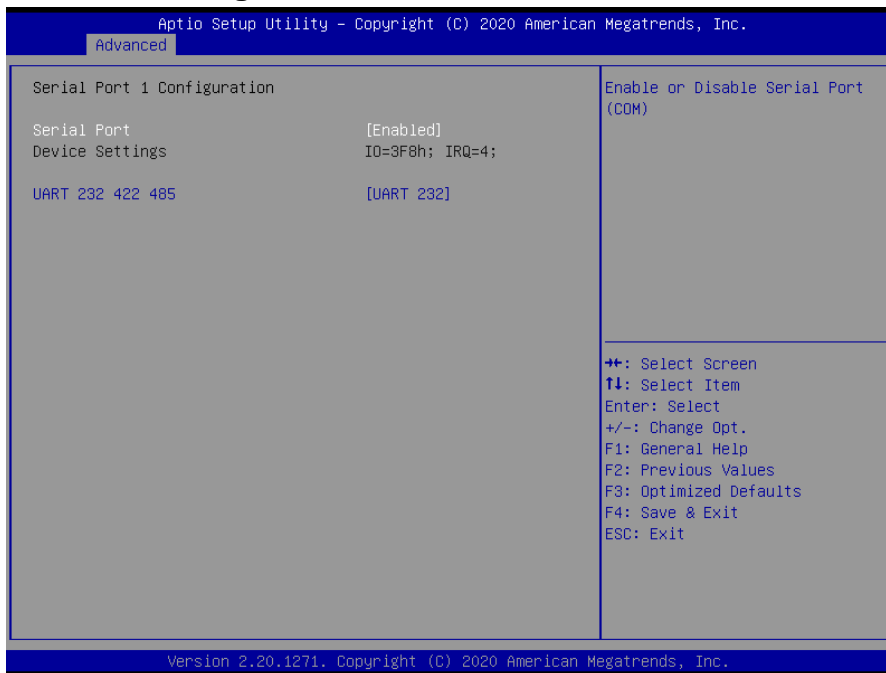 Aptio Setup Utility – Copyright (C) 2020 American Megatrends, Inc.
Advanced
Serial Port 1 Configuration
Serial Port [Enabled]
Device Settings IO=3F8h; IRQ=4;
UART 232 422 485 [UART 232]
Enable or Disable Serial Port
(COM)
→←: Select Screen
↑↓: Select Item
Enter: Select
+/-: Change Opt.
F1: General Help
F2: Previous Values
F3: Optimized Defaults
F4: Save & Exit
ESC: Exit
Version 2.20.1271. Copyright (C) 2020 American Megatrends, Inc.